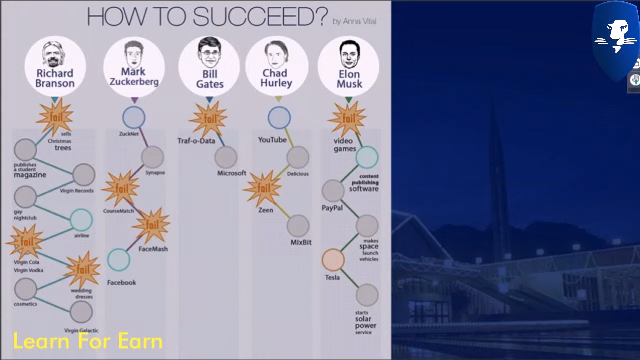 HOW TO SUCCEED?
by Anna Vital
Richard
Branson
Mark
Zuckerberg
Bill
Gates
Chad
Hurley
Elon
Musk
fail
sells
Christmas
trees
publishes
a student
magazine
Virgin Records
gay
nightclub
airline
fail
Virgin Cola
Virgin Vodka
fail
wedding
dresses
cosmetics
Virgin Galactic
ZuckNet
Synapse
fail
CourseMatch
fail
FaceMash
Facebook
fail
Traf-o-Data
Microsoft
YouTube
Delicious
fail
Zeen
MixBit
fail
video
games
content
publishing
software
PayPal
makes
space
launch
vehicles
Tesla
starts
solar
power
service
Learn For Earn